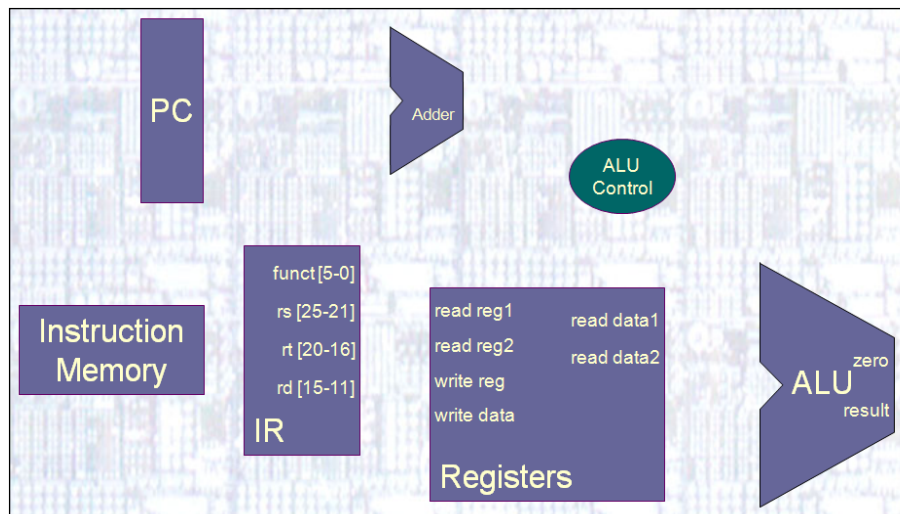 PC
Adder
ALU
Control
Instruction
Memory
funct [5-0]
rs [25-21]
rt [20-16]
rd [15-11]
IR
read reg1
read reg2
write reg
write data
read data1
read data2
Registers
ALU
zero
result